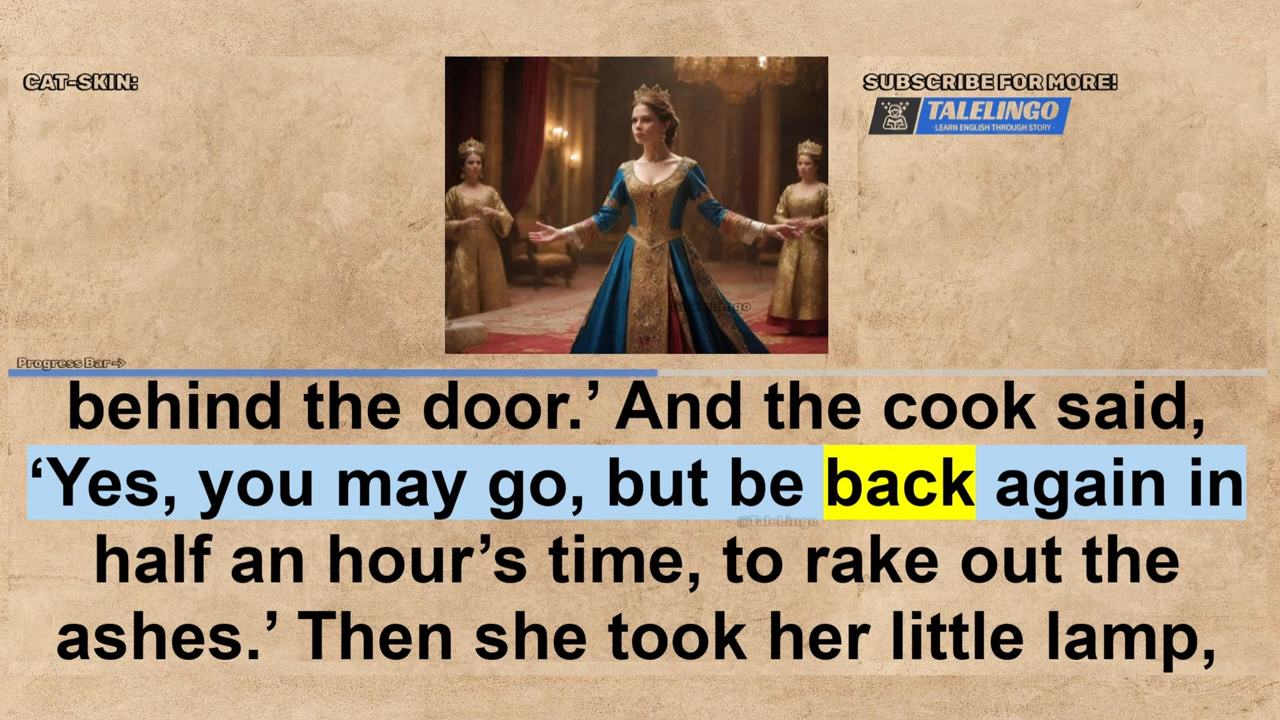 CAT-SKIN:
SUBSCRIBE FOR MORE!
TALELINGO
· LEARN ENGLISH THROUGH STORY ·
@TaleLingo
Progress Bar->
behind the door.’ And the cook said,
‘Yes, you may go, but be back again in
@TaleLingo
half an hour’s time, to rake out the
ashes.’ Then she took her little lamp,